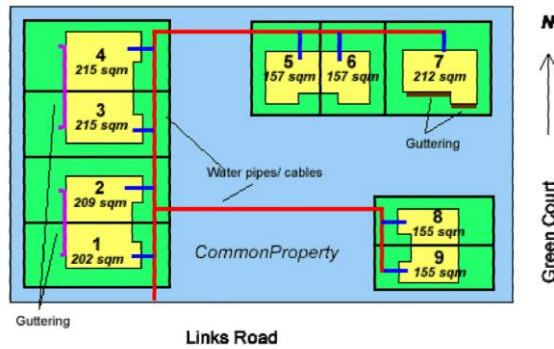 4
215 sqm
3
215 sqm
2
209 sqm
1
202 sqm
5
157 sqm
6
157 sqm
7
212 sqm
Guttering
Water pipes/ cables
8
155 sqm
9
155 sqm
CommonProperty
Guttering
Links Road
N
Green Court